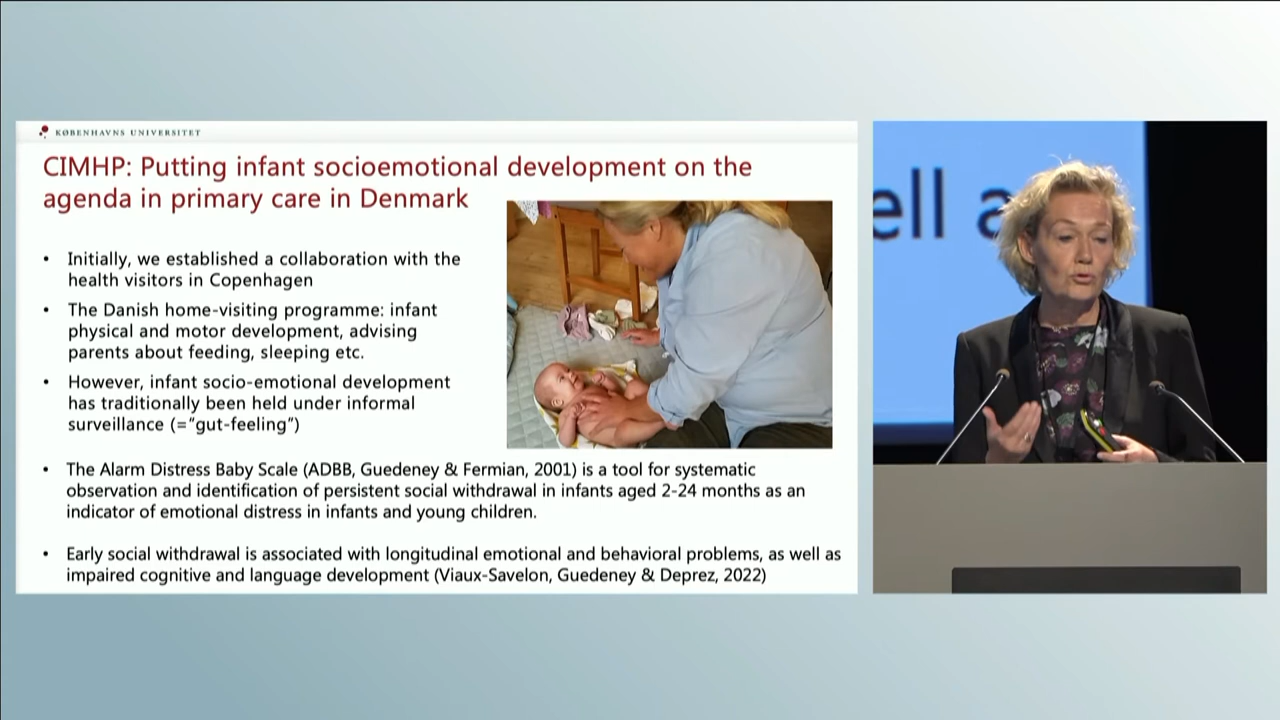 KØBENHAVNS UNIVERSITET
CIMHP: Putting infant socioemotional development on the
agenda in primary care in Denmark
• Initially, we established a collaboration with the
health visitors in Copenhagen
• The Danish home-visiting programme: infant
physical and motor development, advising
parents about feeding, sleeping etc.
• However, infant socio-emotional development
has traditionally been held under informal
surveillance (="gut-feeling”)
• The Alarm Distress Baby Scale (ADBB, Guedeney & Fermian, 2001) is a tool for systematic
observation and identification of persistent social withdrawal in infants aged 2-24 months as an
indicator of emotional distress in infants and young children.
• Early social withdrawal is associated with longitudinal emotional and behavioral problems, as well as
impaired cognitive and language development (Viaux-Savelon, Guedeney & Deprez, 2022)
ell a